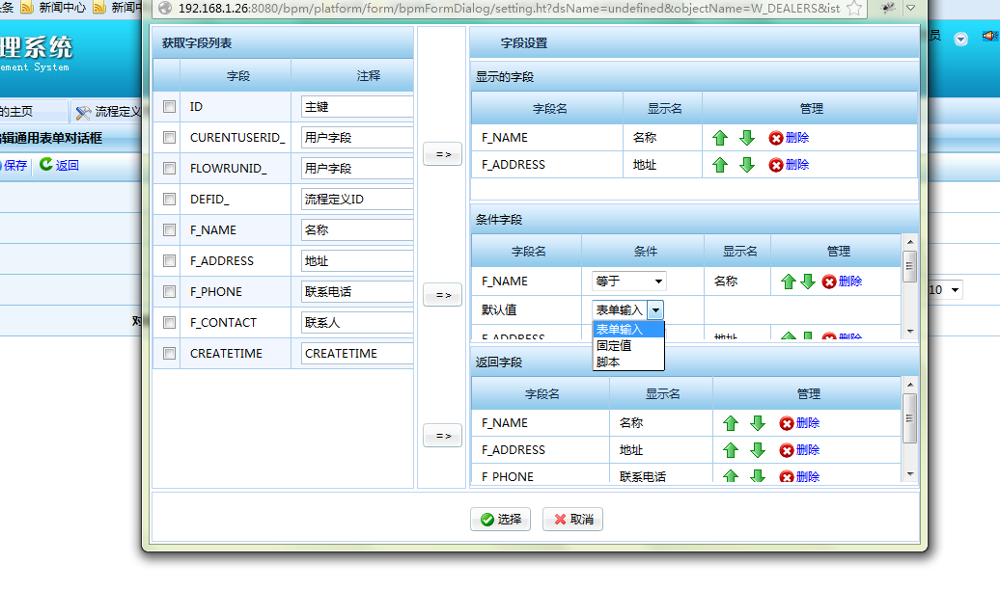 条 新闻中心 新闻中
192.168.1.26:8080/bpm/platform/form/bpmFormDialog/setting.ht?dsName=undefined&objectName=W_DEALERS&ist
理系统
ement System
员
的主页 流程定义
编辑通用表单对话框
保存 返回
10
对
获取字段列表
字段 注释
ID 主键
CURENTUSERID_ 用户字段
FLOWRUNID_ 用户字段
DEFID_ 流程定义ID
F_NAME 名称
F_ADDRESS 地址
F_PHONE 联系电话
F_CONTACT 联系人
CREATETIME CREATETIME
=>
=>
=>
字段设置
显示的字段
字段名 显示名 管理
F_NAME 名称 删除
F_ADDRESS 地址 删除
条件字段
字段名 条件 显示名 管理
F_NAME 等于 名称 删除
默认值 表单输入
表单输入
固定值
脚本
F_ADDRESS 地址 删除
返回字段
字段名 显示名 管理
F_NAME 名称 删除
F_ADDRESS 地址 删除
F_PHONE 联系电话 删除
选择 取消